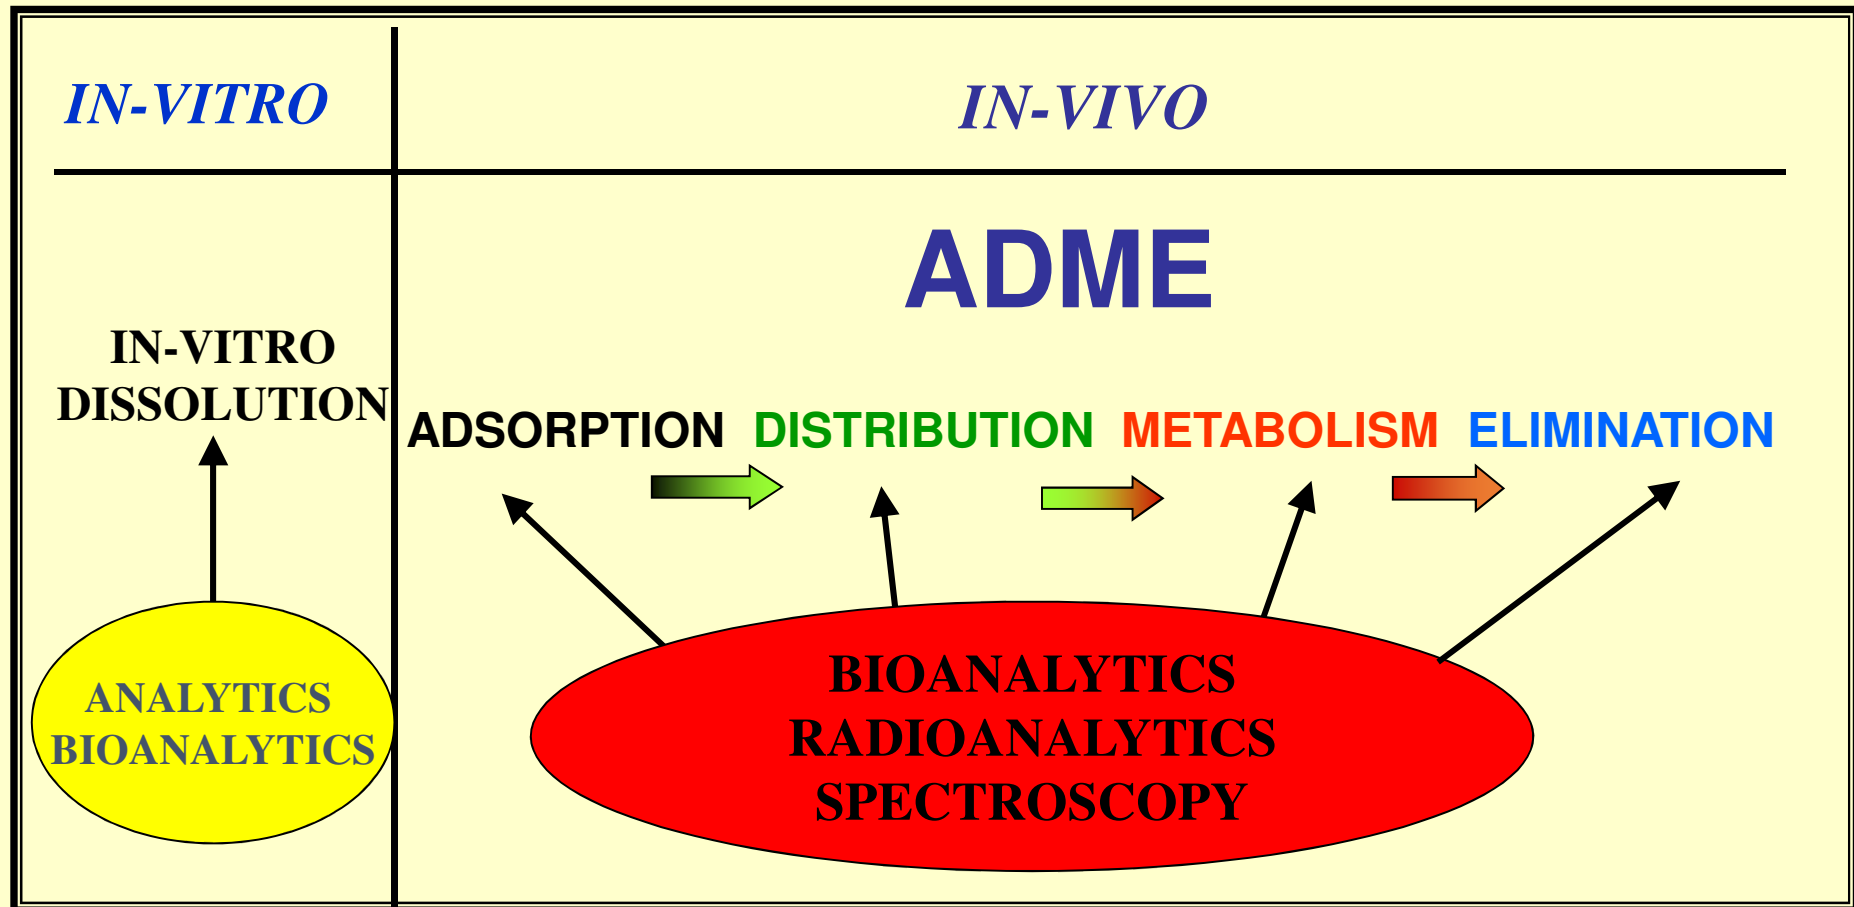 IN-VITRO
IN-VIVO
ADME
IN-VITRO
DISSOLUTION
ADSORPTION DISTRIBUTION METABOLISM ELIMINATION
ANALYTICS
BIOANALYTICS
BIOANALYTICS
RADIOANALYTICS
SPECTROSCOPY